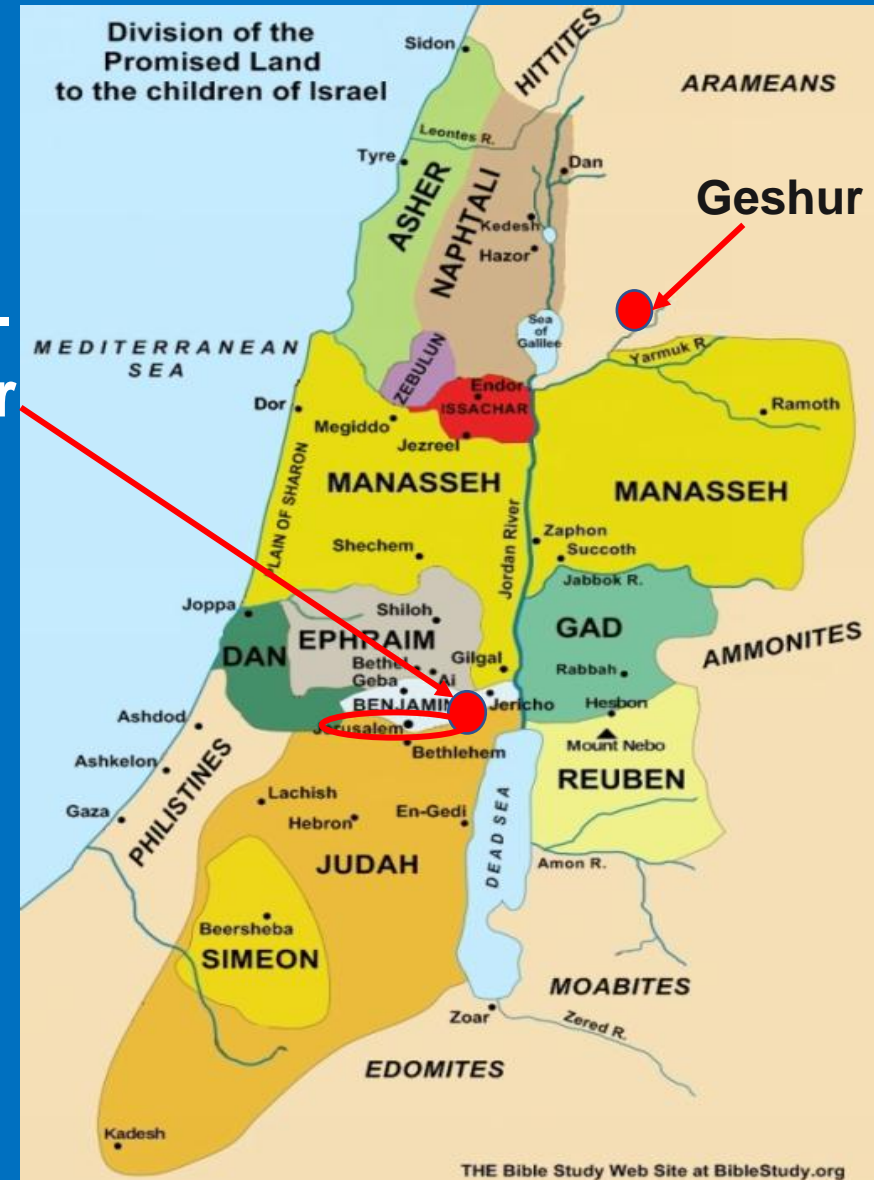 Division of the
Promised Land
to the children of Israel
Sidon
HITTITES
ARAMEANS
Leontes R.
Tyre
Dan
Geshur
ASHER
NAPHTALI
Kedesh
Hazor
Sea
of
Galilee
MEDITERRANEAN
SEA
ZEBULUN
Yarmuk R.
Endor
ISSACHAR
Dor
Ramoth
Megiddo
Jezreel
MANASSEH
MANASSEH
PLAIN OF SHARON
Jordan River
Zaphon
Succoth
Shechem
Jabbok R.
Joppa
Shiloh
GAD
DAN
EPHRAIM
AMMONITES
Bethel
Gilgal
Rabbah
Ai
Geba
BENJAMIN
Jericho
Hesbon
Ashdod
Jerusalem
Mount Nebo
Bethlehem
Ashkelon
REUBEN
PHILISTINES
Lachish
Gaza
En-Gedi
Hebron
DEAD SEA
JUDAH
Amon R.
Beersheba
SIMEON
MOABITES
Zoar
Zered R.
EDOMITES
Kadesh
THE Bible Study Web Site at BibleStudy.org